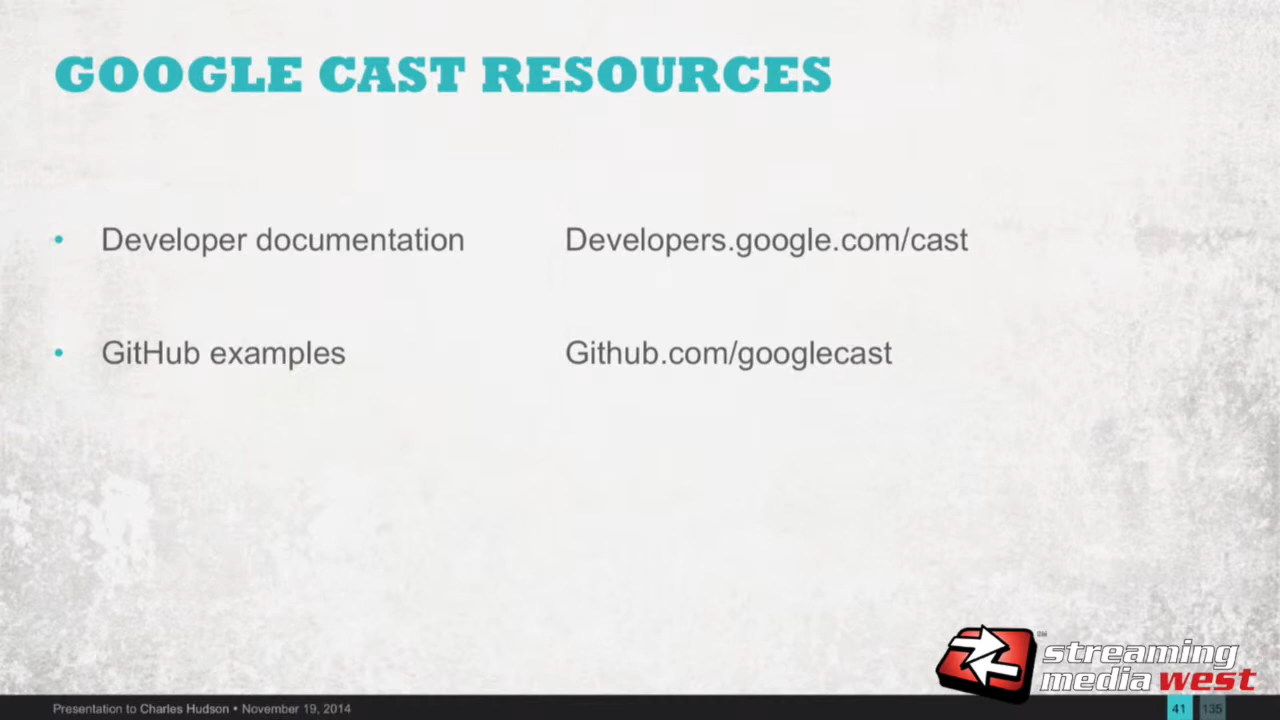 GOOGLE CAST RESOURCES
• Developer documentation Developers.google.com/cast
• GitHub examples Github.com/googlecast
SM
streaming
media west
Presentation to Charles Hudson • November 19, 2014 41 135